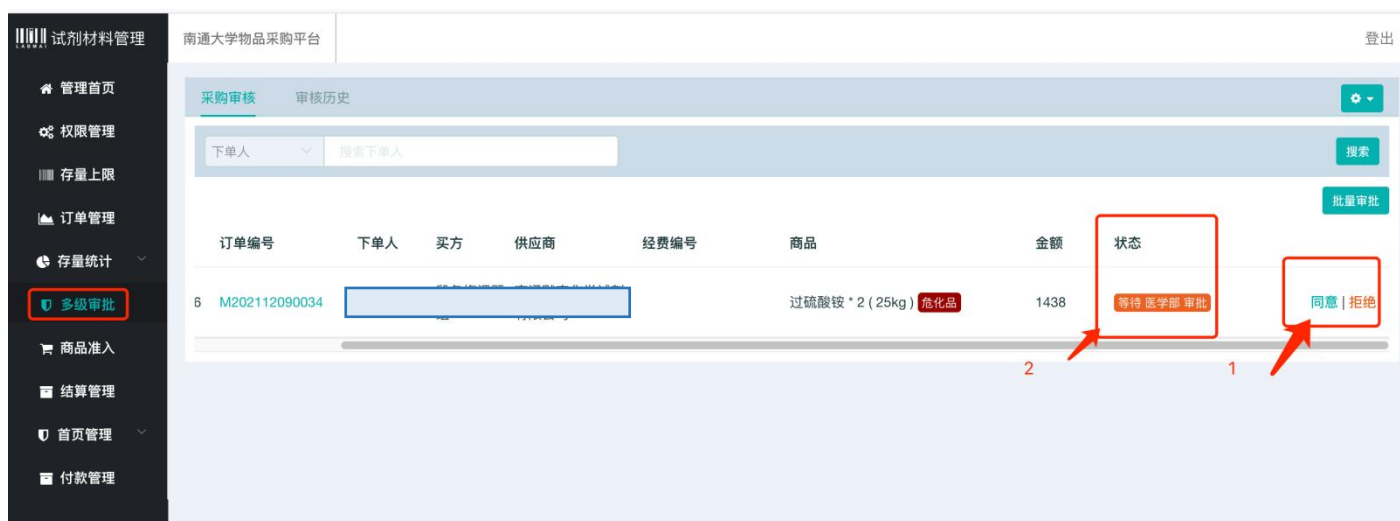 LABMAI 试剂材料管理
南通大学物品采购平台
登出
管理首页
权限管理
存量上限
订单管理
存量统计
多级审批
商品准入
结算管理
首页管理
付款管理
采购审核 审核历史
下单人 搜索下单人 搜索
批量审批
订单编号 下单人 买方 供应商 经费编号 商品 金额 状态
6 M202112090034 过硫酸铵 * 2 ( 25kg ) 危化品 1438 等待 医学部 审批 同意 | 拒绝
2 1